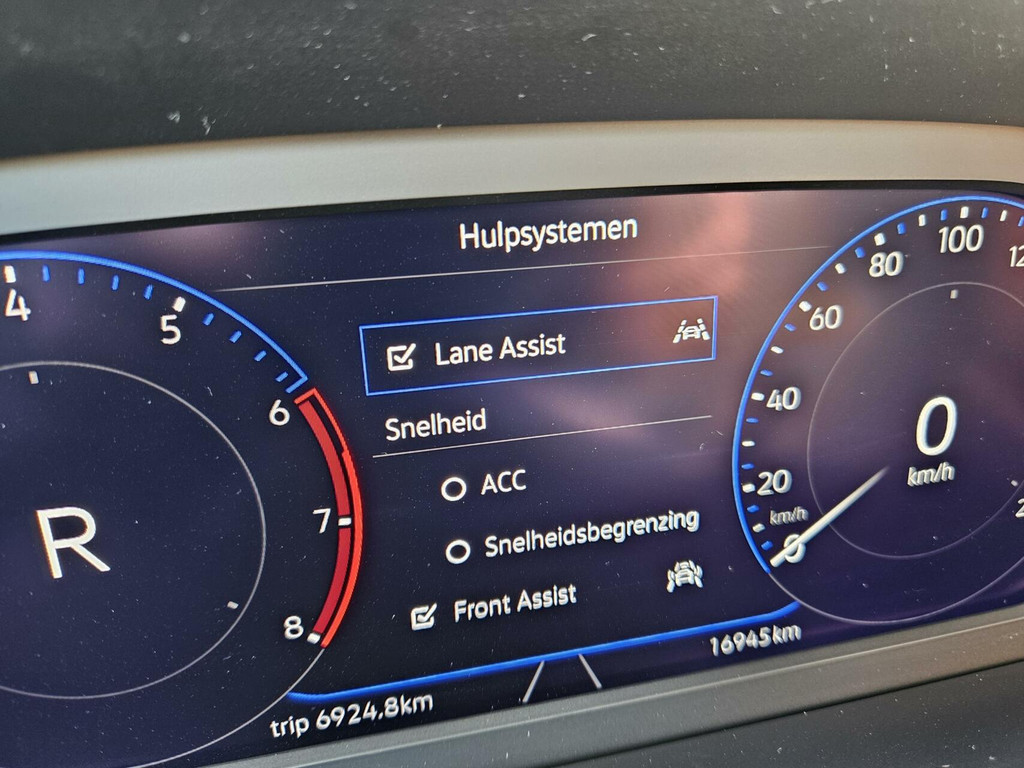 Hulpsystemen
Lane Assist
Snelheid
ACC
Snelheidsbegrenzing
Front Assist
trip 6924.8km
16945km
R
4
5
6
7
8
0
km/h
0
20
40
60
80
100
km/h